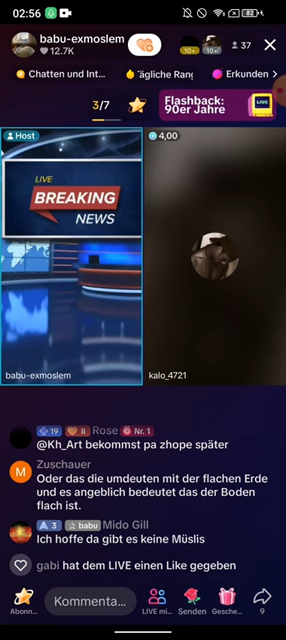 02:56
82
babu-exmoslem
12.7K
10+
10+
37
Chatten und Int...
ägliche Rang
Erkunden
3/7
Flashback:
90er Jahre
LIVE
Host
4,00
LIVE
BREAKING
NEWS
babu-exmoslem
kalo_4721
19 ii Rose Nr. 1
@Kh_Art bekommst pa zhope später
M
Zuschauer
Oder das die umdeuten mit der flachen Erde
und es angeblich bedeutet das der Boden
flach ist.
3 babu Mido Gill
Ich hoffe da gibt es keine Müslis
gabi hat dem LIVE einen Like gegeben
Kommenta...
Abonn...
LIVE mi...
Senden
Gesche...
9